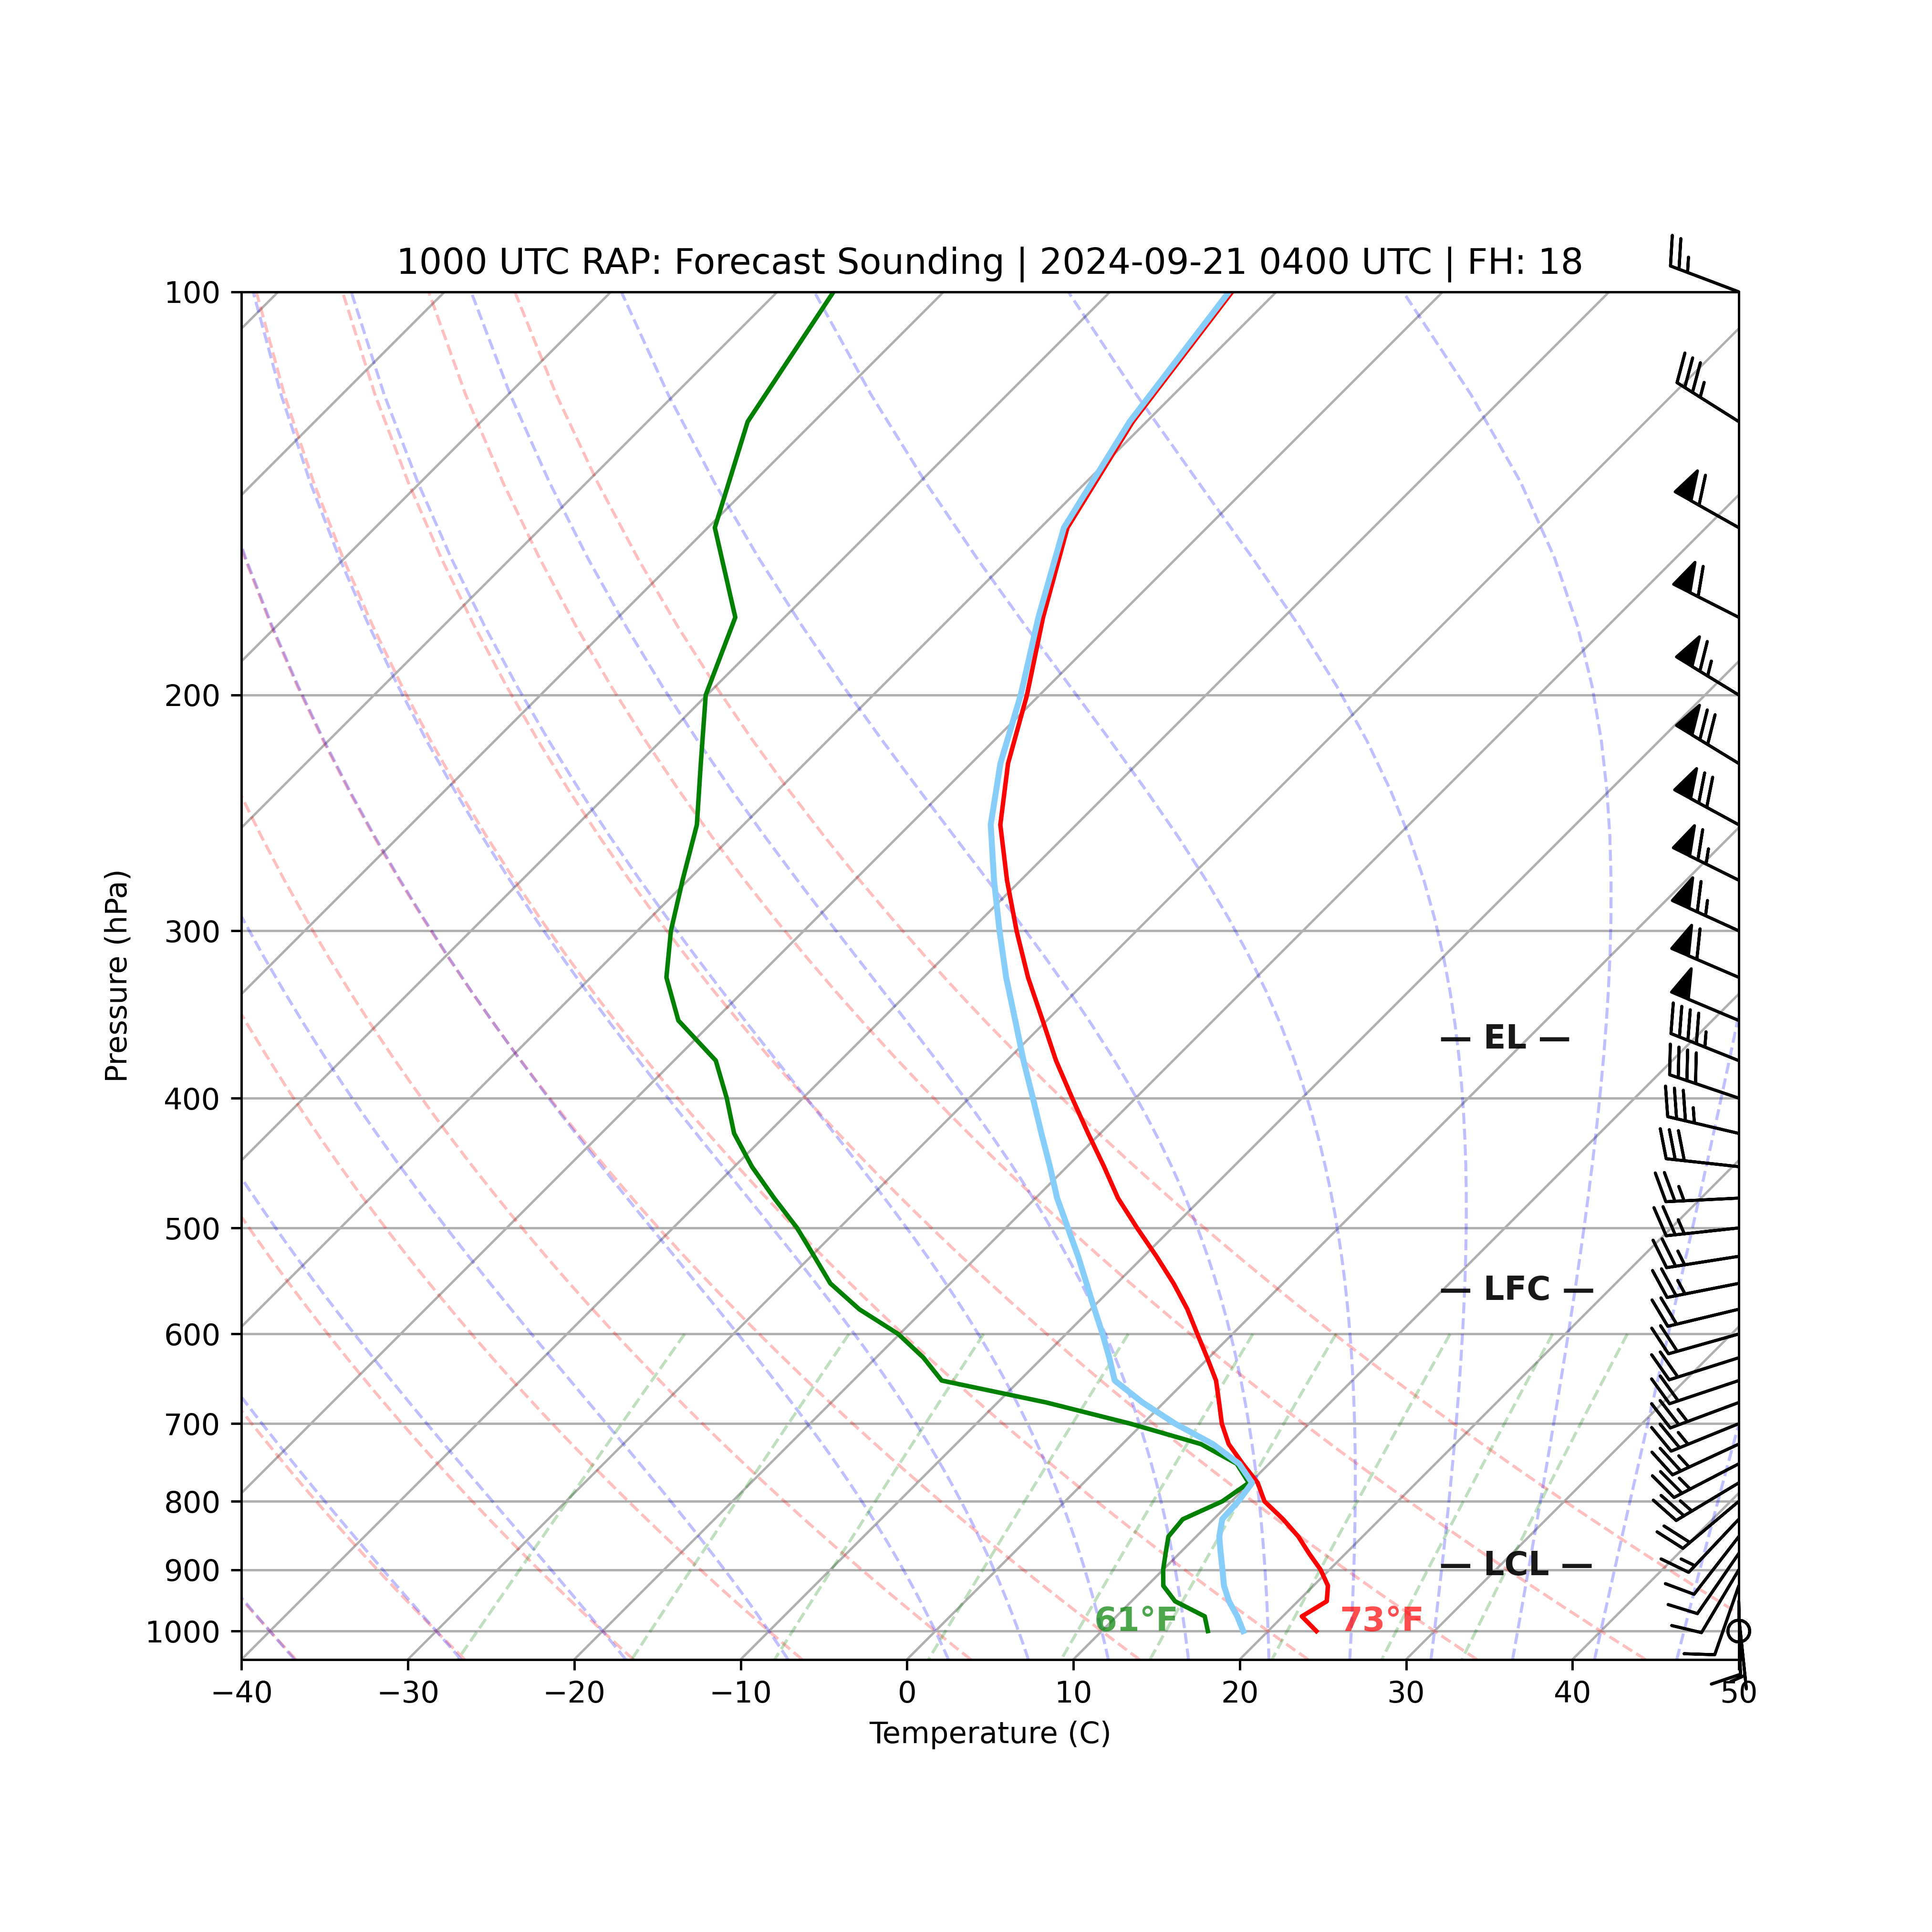 1000 UTC RAP: Forecast Sounding | 2024-09-21 0400 UTC | FH: 18
100
200
300
400
500
600
700
800
900
1000
Pressure (hPa)
— EL —
— LFC —
— LCL —
61°F
73°F
−40 −30 −20 −10 0 10 20 30 40 50
Temperature (C)